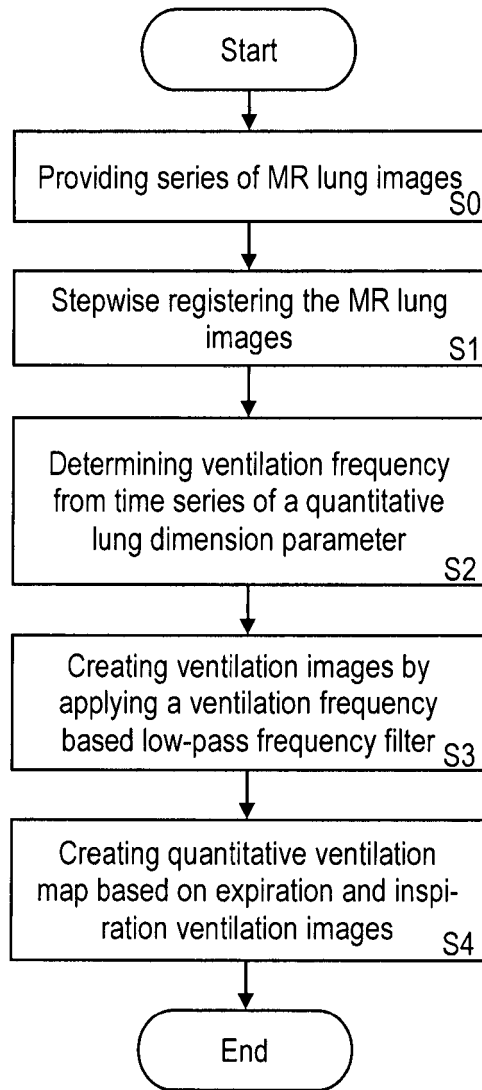 Start
Providing series of MR lung images
S0
Stepwise registering the MR lung
images
S1
Determining ventilation frequency
from time series of a quantitative
lung dimension parameter
S2
Creating ventilation images by
applying a ventilation frequency
based low-pass frequency filter
S3
Creating quantitative ventilation
map based on expiration and inspi-
ration ventilation images
S4
End